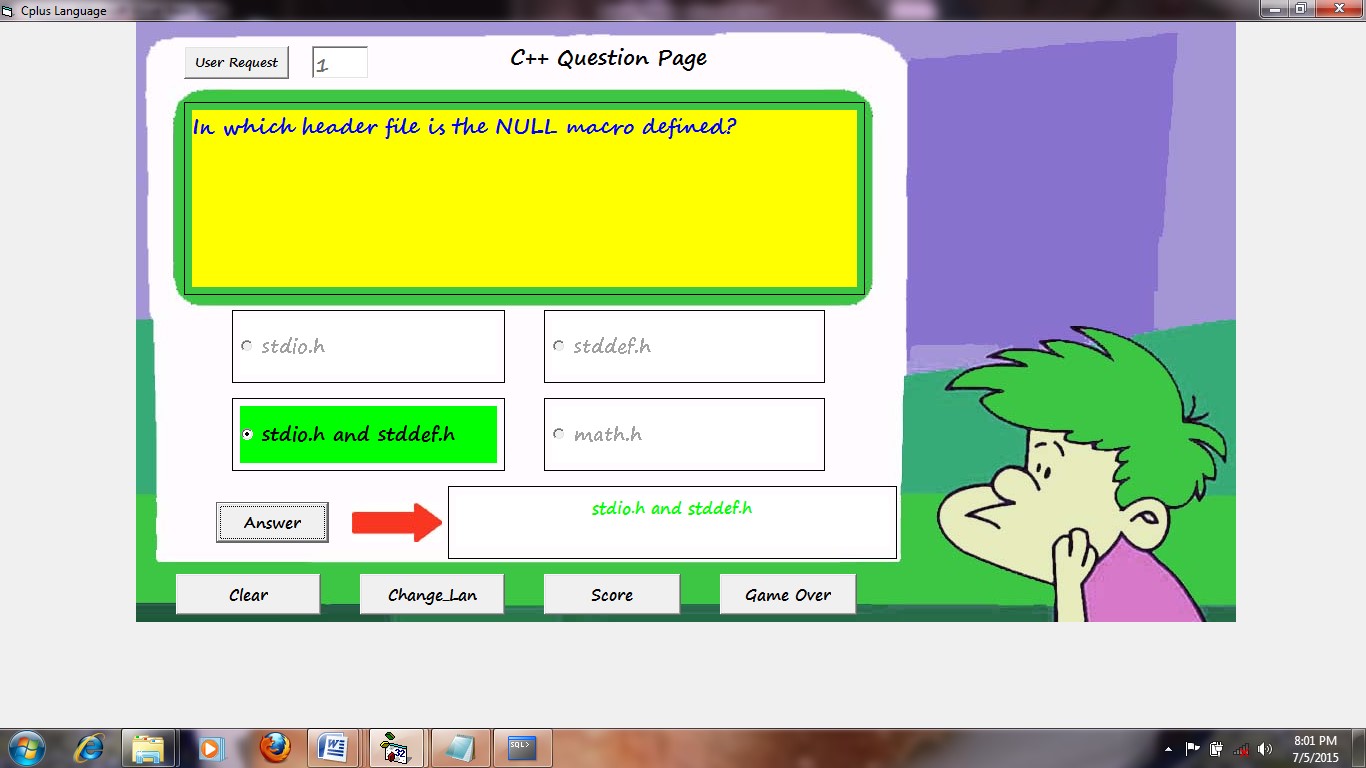 Cplus Language
User Request
1
C++ Question Page
In which header file is the NULL macro defined?
stdio.h
stddef.h
stdio.h and stddef.h
math.h
Answer
stdio.h and stddef.h
Clear
Change_Lan
Score
Game Over
32
SQL>
8:01 PM
7/5/2015